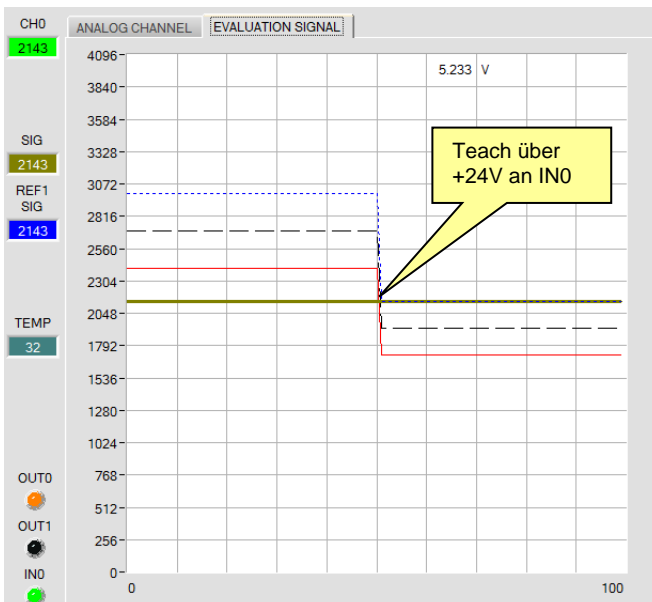 CH0
2143
SIG
2143
REF1
SIG
2143
TEMP
32
OUT0
OUT1
IN0
ANALOG CHANNEL
EVALUATION SIGNAL
5.233 V
4096
3840
3584
3328
3072
2816
2560
2304
2048
1792
1536
1280
1024
768
512
256
0
0
100
Teach über
+24V an IN0